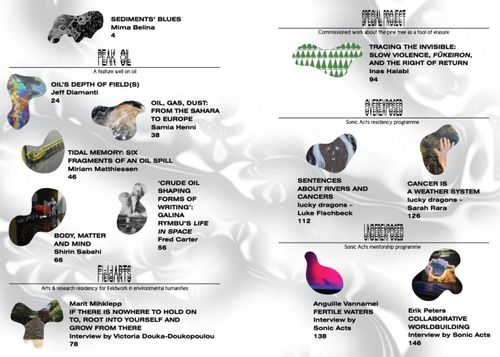 SEDIMENTS' BLUES
Mirna Belina
4
PEAK OIL
A feature well on oil
OIL'S DEPTH OF FIELD(S)
Jeff Diamanti
24
OIL, GAS, DUST:
FROM THE SAHARA
TO EUROPE
Samia Henni
38
TIDAL MEMORY: SIX
FRAGMENTS OF AN OIL SPILL
Miriam Matthiessen
46
'CRUDE OIL
SHAPING
FORMS OF
WRITING':
GALINA
RYMBU'S LIFE
IN SPACE
Fred Carter
56
BODY, MATTER
AND MIND
Shirin Sabahi
66
FieldARTS
Arts & research residency for fieldwork in environmental humanities
Marit Mihklepp
IF THERE IS NOWHERE TO HOLD ON
TO, ROOT INTO YOURSELF AND
GROW FROM THERE
Interview by Victoria Douka-Doukopoulou
78
SPECIAL PROJECT
Commissioned work about the pine tree as a tool of erasure
TRACING THE INVISIBLE:
SLOW VIOLENCE, FÜKEIRON,
AND THE RIGHT OF RETURN
Inas Halabi
94
OVEREXPOSED
Sonic Acts residency programme
SENTENCES
ABOUT RIVERS AND
CANCERS
lucky dragons –
Luke Fischbeck
112
CANCER IS
A WEATHER SYSTEM
lucky dragons –
Sarah Rara
126
UNDEREXPOSED
Sonic Acts mentorship programme
Anguille Vannamei
FERTILE WATERS
Interview by
Sonic Acts
138
Erik Peters
COLLABORATIVE
WORLDBUILDING
Interview by
Sonic Acts
146